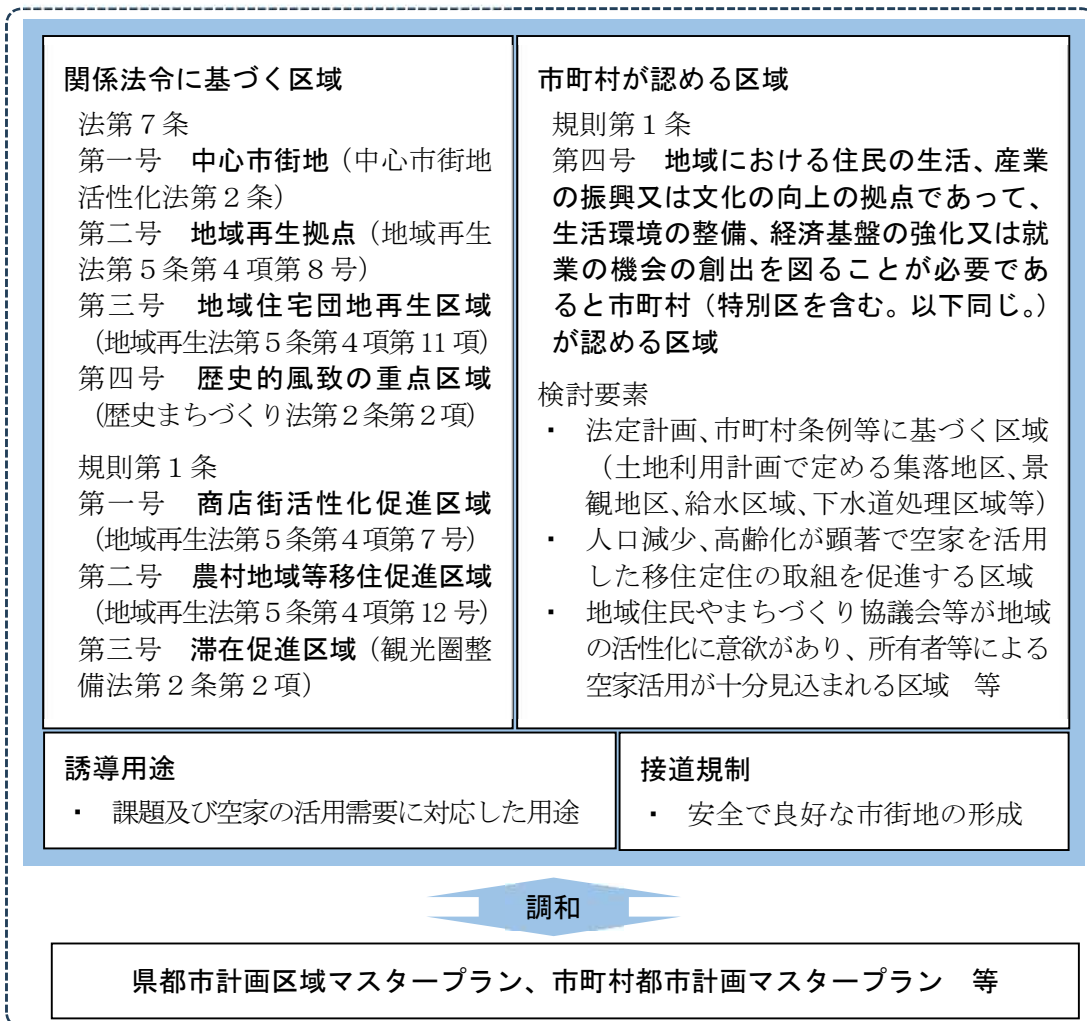 関係法令に基づく区域
法第７条
第一号　中心市街地（中心市街地
活性化法第２条）
第二号　地域再生拠点（地域再生
法第５条第４項第８号）
第三号　地域住宅団地再生区域
（地域再生法第５条第４項第11項）
第四号　歴史的風致の重点区域
（歴史まちづくり法第２条第２項）
規則第１条
第一号　商店街活性化促進区域
（地域再生法第５条第４項第７号）
第二号　農村地域等移住促進区域
（地域再生法第５条第４項第12号）
第三号　滞在促進区域（観光圏整
備法第２条第２項）
市町村が認める区域
規則第１条
第四号　地域における住民の生活、産業
の振興又は文化の向上の拠点であって、
生活環境の整備、経済基盤の強化又は就
業の機会の創出を図ることが必要であ
ると市町村（特別区を含む。以下同じ。）
が認める区域
検討要素
・　法定計画、市町村条例等に基づく区域
（土地利用計画で定める集落地区、景
観地区、給水区域、下水道処理区域等）
・　人口減少、高齢化が顕著で空家を活用
した移住定住の取組を促進する区域
・　地域住民やまちづくり協議会等が地域
の活性化に意欲があり、所有者等による
空家活用が十分見込まれる区域　等
誘導用途
・　課題及び空家の活用需要に対応した用途
接道規制
・　安全で良好な市街地の形成
調和
県都市計画区域マスタープラン、市町村都市計画マスタープラン　等